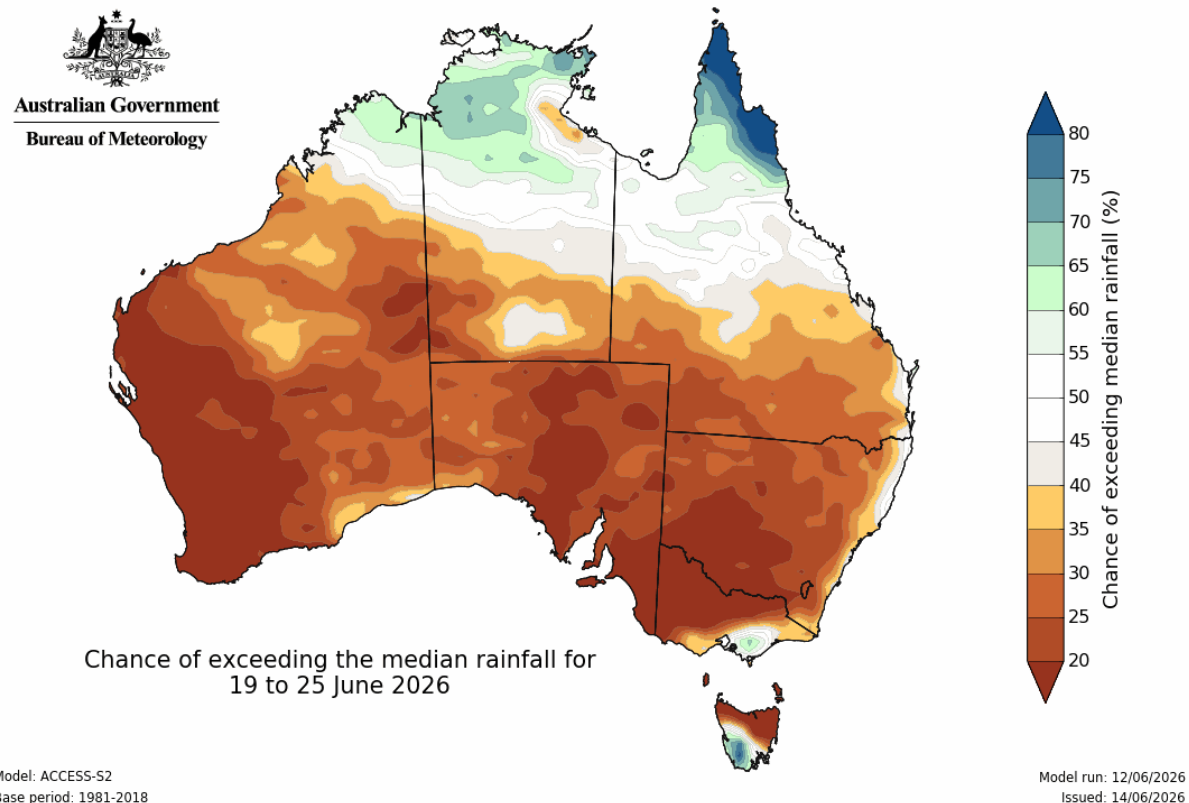 Australian Government
Bureau of Meteorology
80
75
70
65
60
55
50
45
40
35
30
25
20
Chance of exceeding median rainfall (%)
Chance of exceeding the median rainfall for
19 to 25 June 2026
Model: ACCESS-S2
Base period: 1981-2018
Model run: 12/06/2026
Issued: 14/06/2026